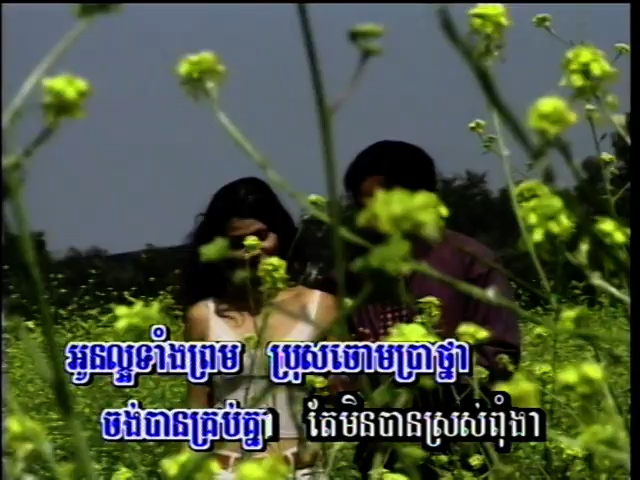 អូនល្អទាំងព្រម ប្រុសចោមប្រាថ្នា
ចង់បានគ្រប់គ្នា តែមិនបានស្រស់ពុំងា